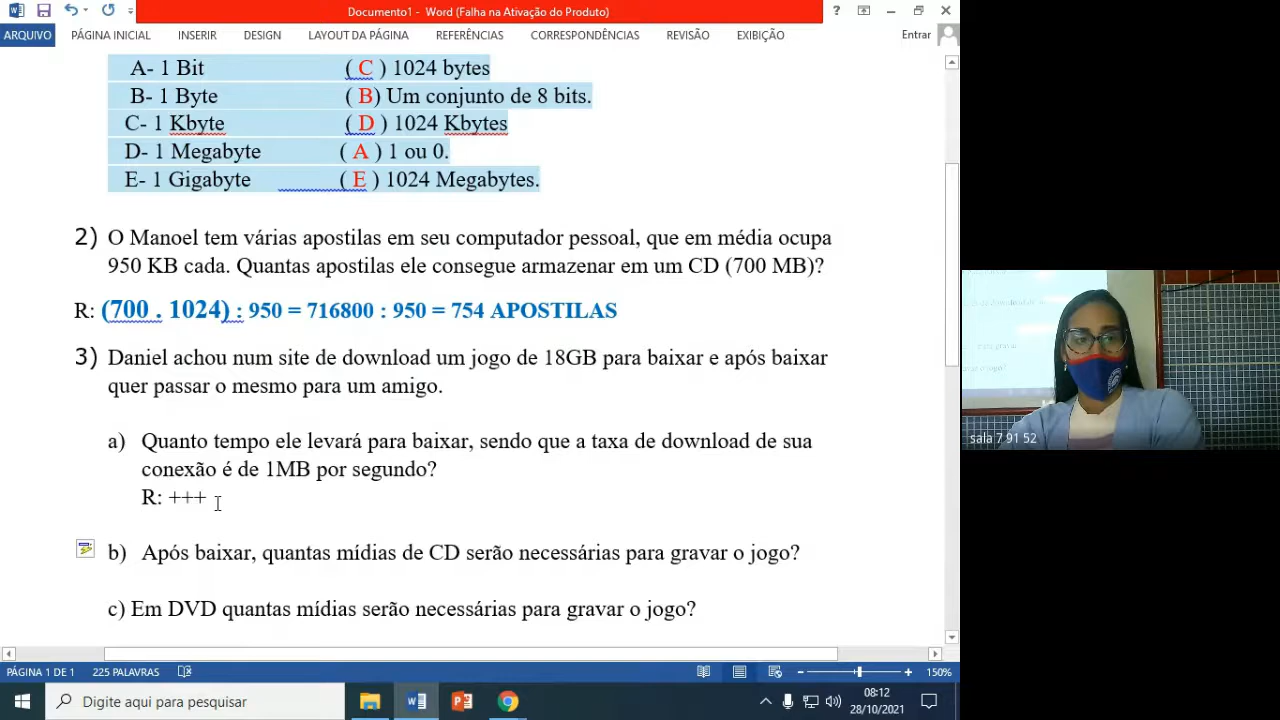 Documento1 - Word (Falha na Ativação do Produto)
ARQUIVO PÁGINA INICIAL INSERIR DESIGN LAYOUT DA PÁGINA REFERÊNCIAS CORRESPONDÊNCIAS REVISÃO EXIBIÇÃO Entrar
A- 1 Bit ( C ) 1024 bytes
B- 1 Byte ( B) Um conjunto de 8 bits.
C- 1 Kbyte ( D ) 1024 Kbytes
D- 1 Megabyte ( A ) 1 ou 0.
E- 1 Gigabyte ( E ) 1024 Megabytes.
2) O Manoel tem várias apostilas em seu computador pessoal, que em média ocupa
950 KB cada. Quantas apostilas ele consegue armazenar em um CD (700 MB)?
R: (700 . 1024) : 950 = 716800 : 950 = 754 APOSTILAS
3) Daniel achou num site de download um jogo de 18GB para baixar e após baixar
quer passar o mesmo para um amigo.
a) Quanto tempo ele levará para baixar, sendo que a taxa de download de sua
conexão é de 1MB por segundo?
R: +++
b) Após baixar, quantas mídias de CD serão necessárias para gravar o jogo?
c) Em DVD quantas mídias serão necessárias para gravar o jogo?
sala 7 91 52
PÁGINA 1 DE 1 225 PALAVRAS 150%
Digite aqui para pesquisar
08:12
28/10/2021